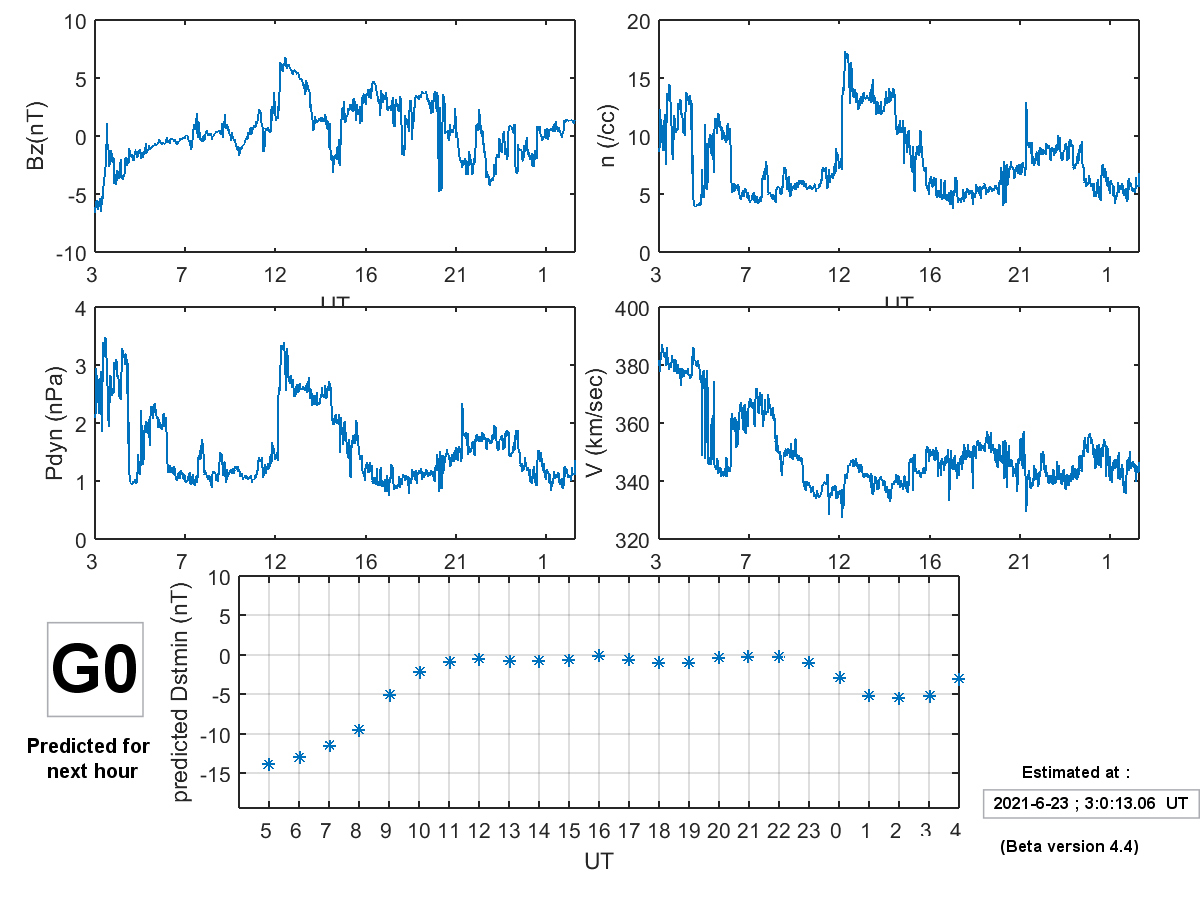 10
5
0
-5
-10
Bz(nT)
3 7 12 16 21 1
UT
20
15
10
5
0
n (/cc)
3 7 12 16 21 1
UT
4
3
2
1
0
Pdyn (nPa)
3 7 12 16 21 1
400
380
360
340
320
V (km/sec)
3 7 12 16 21 1
10
5
0
-5
-10
-15
predicted Dstmin (nT)
5 6 7 8 9 10 11 12 13 14 15 16 17 18 19 20 21 22 23 0 1 2 3 4
UT
G0
Predicted for
next hour
Estimated at :
2021-6-23 ; 3:0:13.06 UT
(Beta version 4.4)